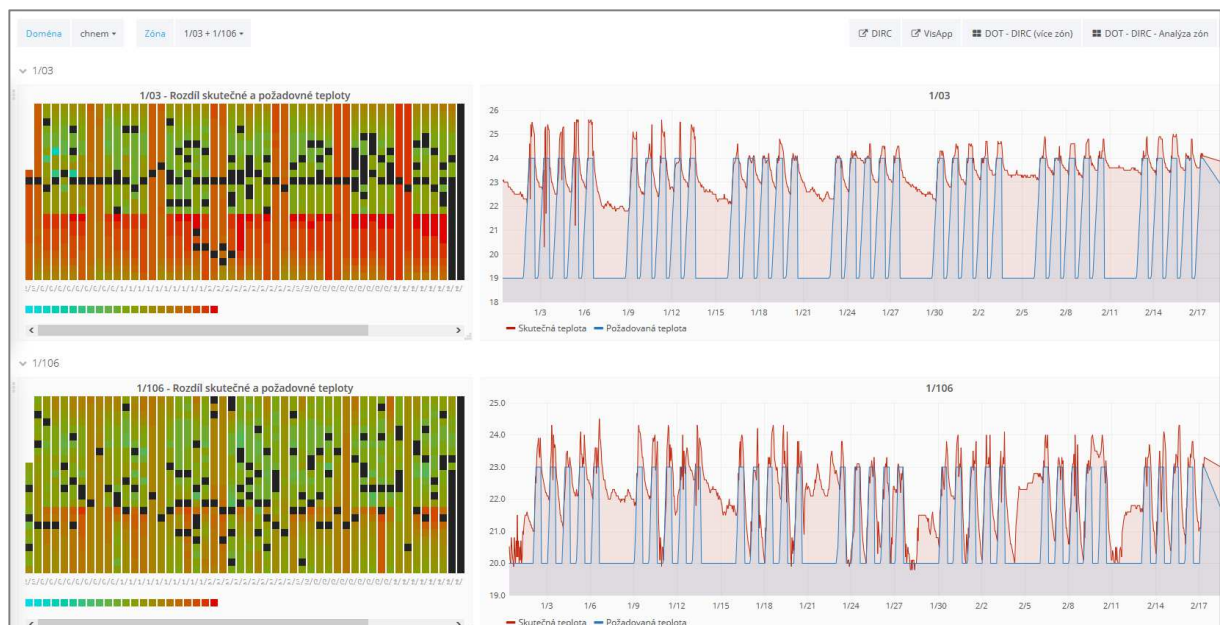 Doména chnem Zóna 1/03 + 1/106 DIRC VisApp DOT - DIRC (více zón) DOT - DIRC - Analýza zón
1/03
1/03 - Rozdíl skutečné a požadovné teploty
1/03
26
25
24
23
22
21
20
19
18
1/3 1/6 1/9 1/12 1/15 1/18 1/21 1/24 1/27 1/30 2/2 2/5 2/8 2/11 2/14 2/17
Skutečná teplota Požadovaná teplota
1/106
1/106 - Rozdíl skutečné a požadovné teploty
1/106
25.0
24.0
23.0
22.0
21.0
20.0
19.0
1/3 1/6 1/9 1/12 1/15 1/18 1/21 1/24 1/27 1/30 2/2 2/5 2/8 2/11 2/14 2/17
Skutečná teplota Požadovaná teplota